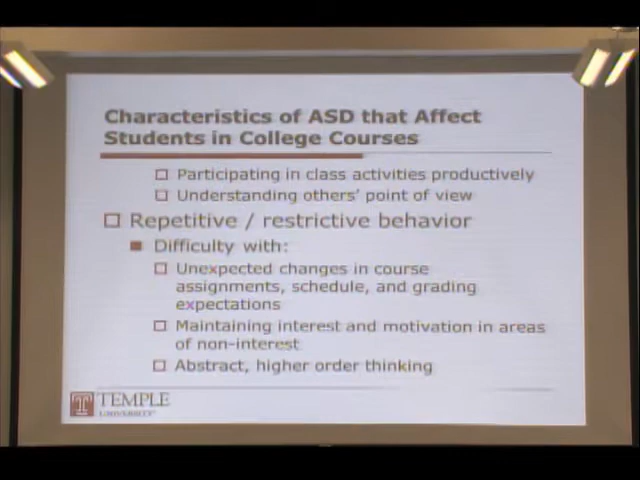 Characteristics of ASD that Affect
Students in College Courses
Participating in class activities productively
Understanding others' point of view
Repetitive / restrictive behavior
Difficulty with:
Unexpected changes in course
assignments, schedule, and grading
expectations
Maintaining interest and motivation in areas
of non-interest
Abstract, higher order thinking
TEMPLE
UNIVERSITY